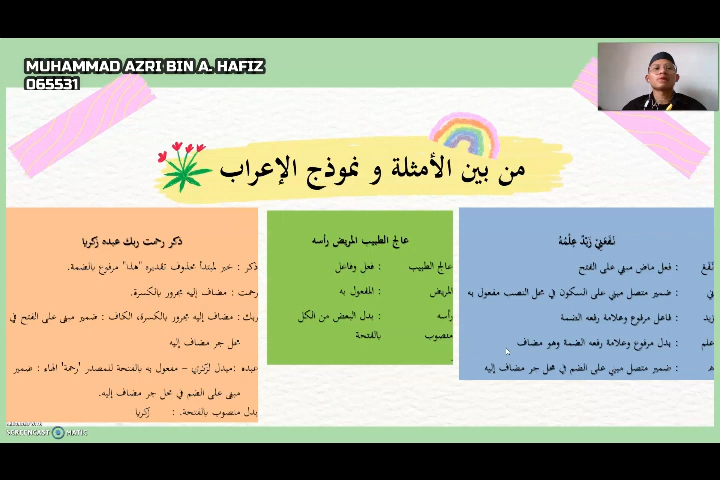 MUHAMMAD AZRI BIN A. HAFIZ
065531
من بين الأمثلة و نموذج الإعراب
نَفَعَنِيْ زَيْدٌ عِلْمُهُ
نَفَعَ : فعل ماض مبني على الفتح
ني : ضمير متصل مبني على السكون في محل النصب مفعول به
زيد : فاعل مرفوع وعلامة رفعه الضمة
علم : بدل مرفوع وعلامة رفعه الضمة وهو مضاف
ه : ضمير متصل مبني على الضم في محل جر مضاف إليه
عالج الطبيب المريض رأسه
عالج الطبيب : فعل وفاعل
المريض : المفعول به
رأسه : بدل البعض من الكل
منصوب بالفتحة
.
ذكر رحمت ربك عبده زكريا
ذكر : خبر لمبتدأ محذوف تقديره "هذا" مرفوع بالضمة.
رحمت : مضاف إليه مجرور بالكسرة.
ربك : مضاف إليه مجرور بالكسرة، الكاف : ضمير مبني على الفتح في
محل جر مضاف إليه
عبده :مبدل لزكريا – مفعول به بالفتحة للمصدر 'رحمة' الهاء : ضمير
مبني على الضم في محل جر مضاف إليه.
زكريا : بدل منصوب بالفتحة.
RECORDED WITH
SCREENCAST MATIC